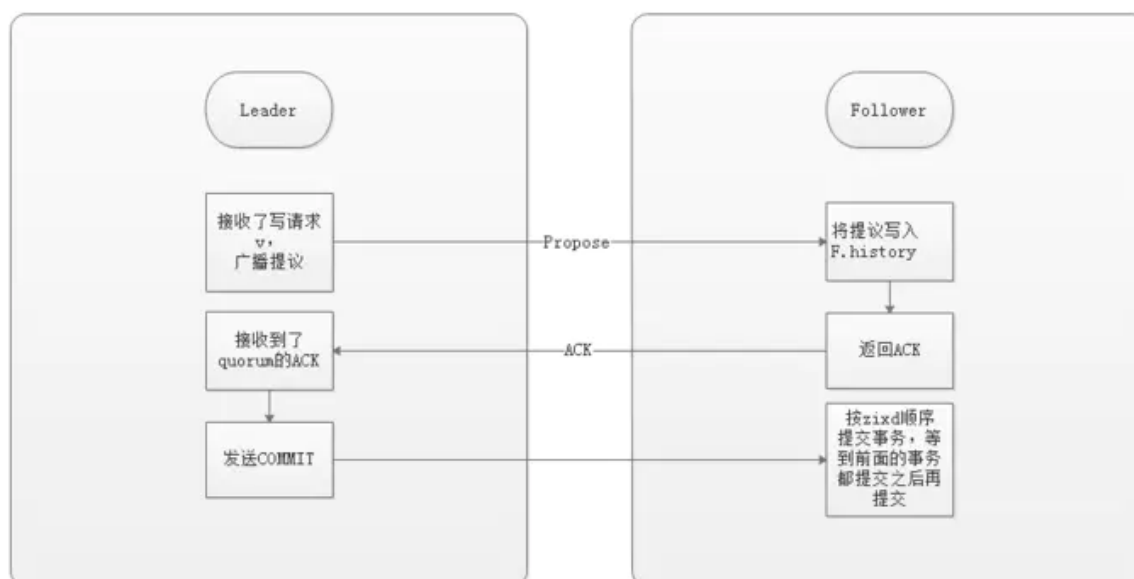 Leader
Follower
接收了写请求
v,
广播提议
Propose
将提议写入
F.history
接收到了
quorum的ACK
ACK
返回ACK
发送COMMIT
按zixd顺序
提交事务，等
到前面的事务
都提交之后再
提交